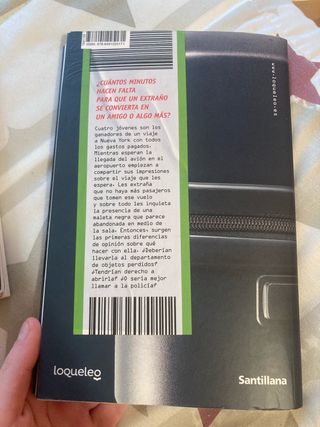 www.loqueleo.es
¿CUÁNTOS MINUTOS
HACEN FALTA
PARA QUE UN EXTRAÑO
SE CONVIERTA EN
UN AMIGO O ALGO MÁS?
Cuatro jóvenes son los
ganadores de un viaje
a Nueva York con todos
los gastos pagados.
Mientras esperan la
llegada del avión en el
aeropuerto empiezan a
compartir sus impresiones
sobre el viaje que les
espera. Les extraña
que no haya más pasajeros
que tomen ese vuelo
y sobre todo les inquieta
la presencia de una
maleta negra que parece
abandonada en medio de
la sala. Entonces, surgen
las primeras diferencias
de opinión sobre qué
hacer con ella. ¿Deberían
llevarla al departamento
de objetos perdidos?
¿Tendrían derecho a
abrirla? ¿O sería mejor
llamar a la policía?
loqueleo
Santillana